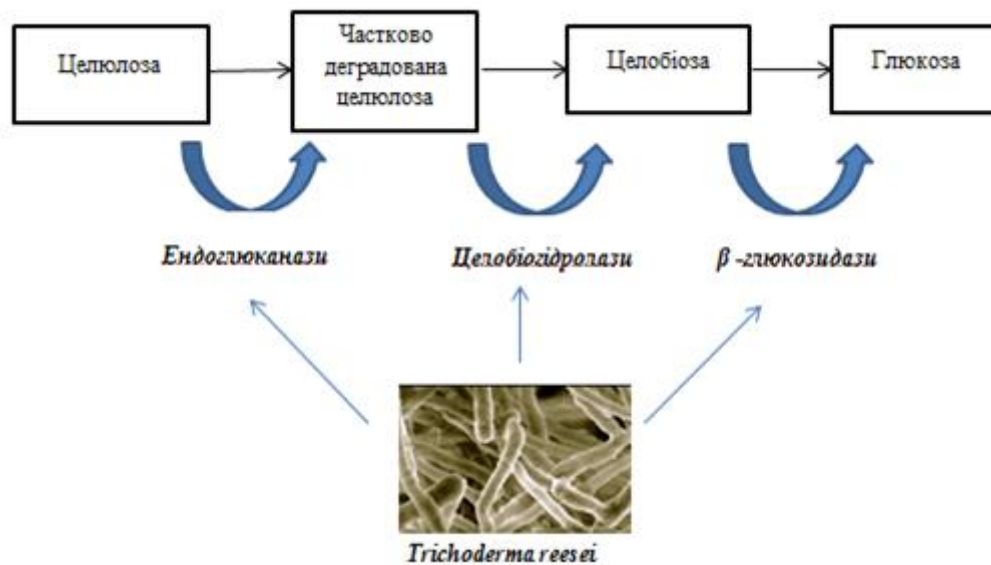 Целюлоза
Частково
деградована
целюлоза
Целобіоза
Глюкоза
Ендоглюканази
Целобіогідролази
β -глюкозидази
Trichoderma reesei